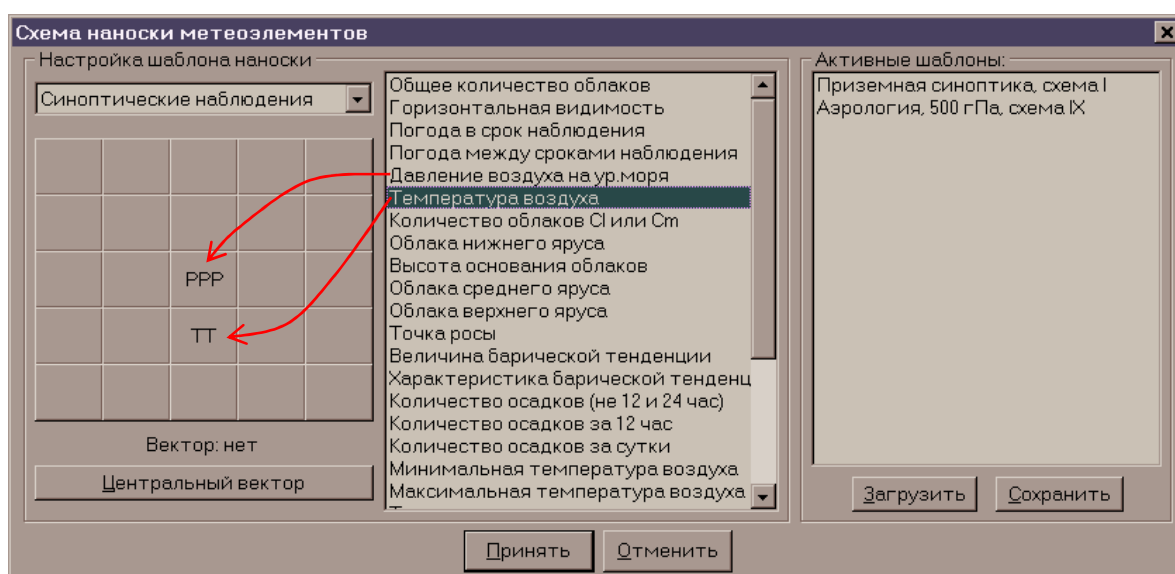 Схема наноски метеоэлементов
Настройка шаблона наноски
Синоптические наблюдения
PPP
TT
Вектор: нет
Центральный вектор
Общее количество облаков
Горизонтальная видимость
Погода в срок наблюдения
Погода между сроками наблюдения
Давление воздуха на ур.моря
Температура воздуха
Количество облаков Cl или Cm
Облака нижнего яруса
Высота основания облаков
Облака среднего яруса
Облака верхнего яруса
Точка росы
Величина барической тенденции
Характеристика барической тенденц
Количество осадков (не 12 и 24 час)
Количество осадков за 12 час
Количество осадков за сутки
Минимальная температура воздуха
Максимальная температура воздуха
Активные шаблоны:
Приземная синоптика, схема I
Аэрология, 500 гПа, схема IX
Загрузить
Сохранить
Принять
Отменить